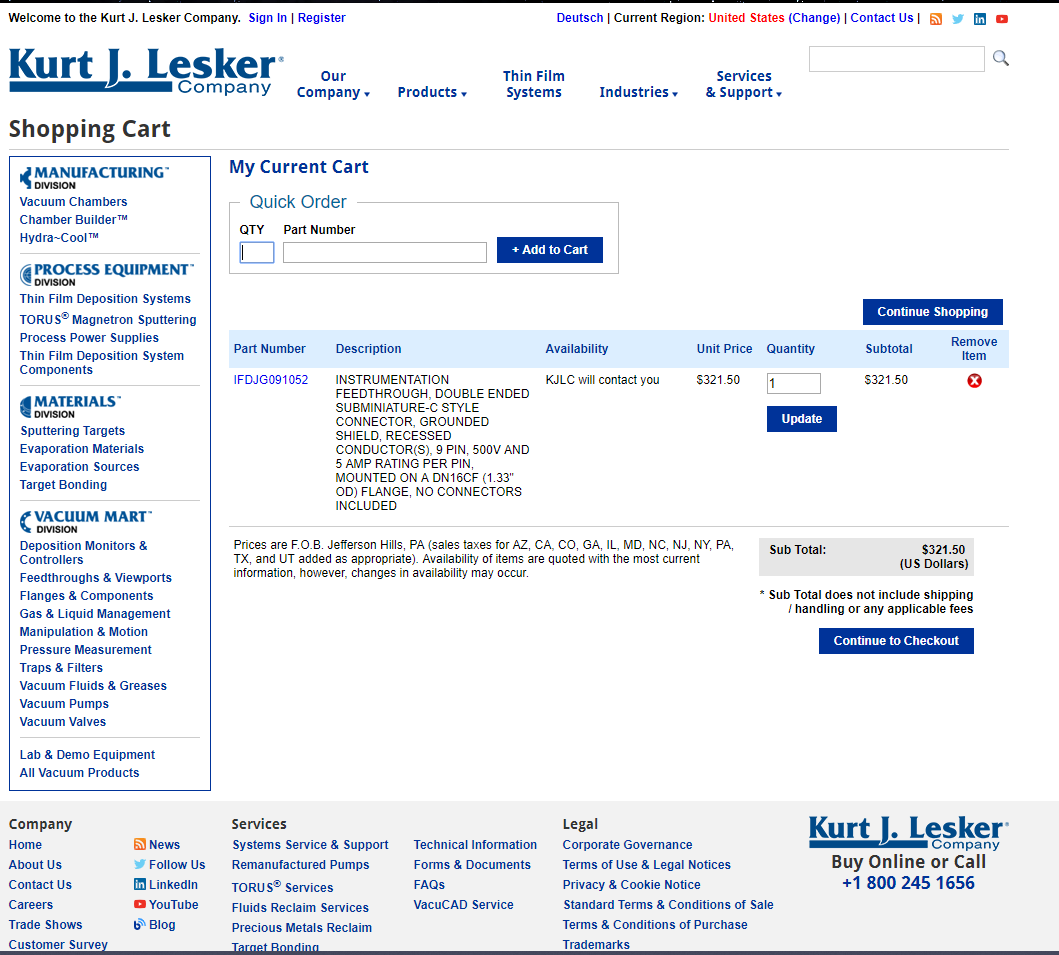 Welcome to the Kurt J. Lesker Company. Sign In | Register
Deutsch | Current Region: United States (Change) | Contact Us |
Kurt J. Lesker®
Company
Our
Company
Products
Thin Film
Systems
Industries
Services
& Support
Shopping Cart
MANUFACTURING™
DIVISION
Vacuum Chambers
Chamber Builder™
Hydra~Cool™
PROCESS EQUIPMENT™
DIVISION
Thin Film Deposition Systems
TORUS® Magnetron Sputtering
Process Power Supplies
Thin Film Deposition System
Components
MATERIALS™
DIVISION
Sputtering Targets
Evaporation Materials
Evaporation Sources
Target Bonding
VACUUM MART™
DIVISION
Deposition Monitors &
Controllers
Feedthroughs & Viewports
Flanges & Components
Gas & Liquid Management
Manipulation & Motion
Pressure Measurement
Traps & Filters
Vacuum Fluids & Greases
Vacuum Pumps
Vacuum Valves
Lab & Demo Equipment
All Vacuum Products
My Current Cart
Quick Order
QTY Part Number
+ Add to Cart
Continue Shopping
Part Number Description Availability Unit Price Quantity Subtotal Remove
Item
IFDJG091052 INSTRUMENTATION KJLC will contact you $321.50 1 $321.50
FEEDTHROUGH, DOUBLE ENDED
SUBMINIATURE-C STYLE
CONNECTOR, GROUNDED
Update
SHIELD, RECESSED
CONDUCTOR(S), 9 PIN, 500V AND
5 AMP RATING PER PIN,
MOUNTED ON A DN16CF (1.33"
OD) FLANGE, NO CONNECTORS
INCLUDED
Prices are F.O.B. Jefferson Hills, PA (sales taxes for AZ, CA, CO, GA, IL, MD, NC, NJ, NY, PA,
TX, and UT added as appropriate). Availability of items are quoted with the most current
information, however, changes in availability may occur.
Sub Total: $321.50
(US Dollars)
* Sub Total does not include shipping
/ handling or any applicable fees
Continue to Checkout
Company
Home
About Us
Contact Us
Careers
Trade Shows
Customer Survey
News
Follow Us
LinkedIn
YouTube
Blog
Services
Systems Service & Support
Remanufactured Pumps
TORUS® Services
Fluids Reclaim Services
Precious Metals Reclaim
Target Bonding
Technical Information
Forms & Documents
FAQs
VacuCAD Service
Legal
Corporate Governance
Terms of Use & Legal Notices
Privacy & Cookie Notice
Standard Terms & Conditions of Sale
Terms & Conditions of Purchase
Trademarks
Kurt J. Lesker®
Company
Buy Online or Call
+1 800 245 1656